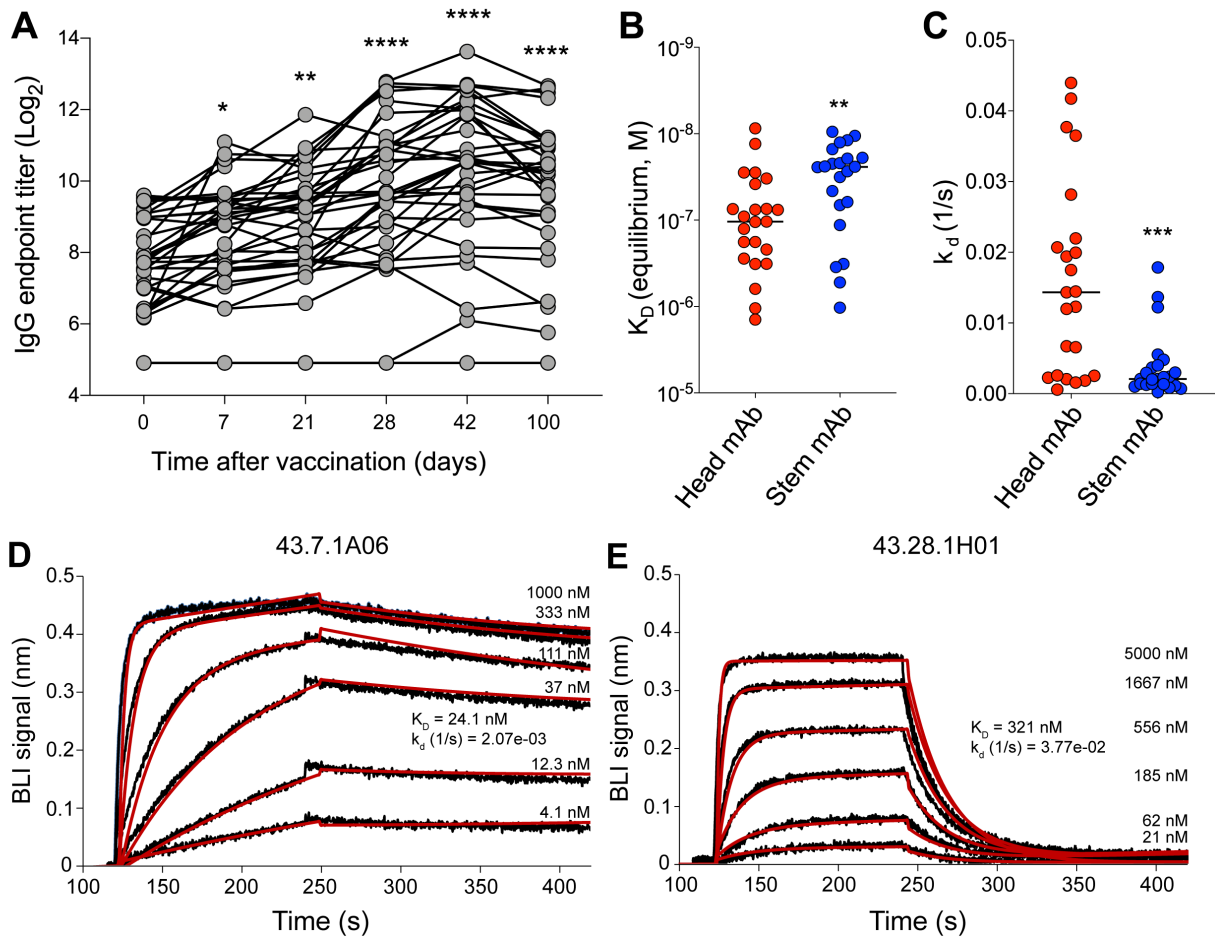 A
IgG endpoint titer (Log2)
14
12
10
8
6
4
*
**
****
****
****
0 7 21 28 42 100
Time after vaccination (days)
B
KD (equilibrium, M)
10-9
10-8
10-7
10-6
10-5
**
Head mAb
Stem mAb
C
kd (1/s)
0.05
0.04
0.03
0.02
0.01
0.00
***
Head mAb
Stem mAb
D
43.7.1A06
BLI signal (nm)
0.5
0.4
0.3
0.2
0.1
0
1000 nM
333 nM
111 nM
37 nM
KD = 24.1 nM
kd (1/s) = 2.07e-03
12.3 nM
4.1 nM
100 150 200 250 300 350 400
Time (s)
E
43.28.1H01
BLI signal (nm)
0.5
0.4
0.3
0.2
0.1
0
5000 nM
1667 nM
556 nM
KD = 321 nM
kd (1/s) = 3.77e-02
185 nM
62 nM
21 nM
100 150 200 250 300 350 400
Time (s)